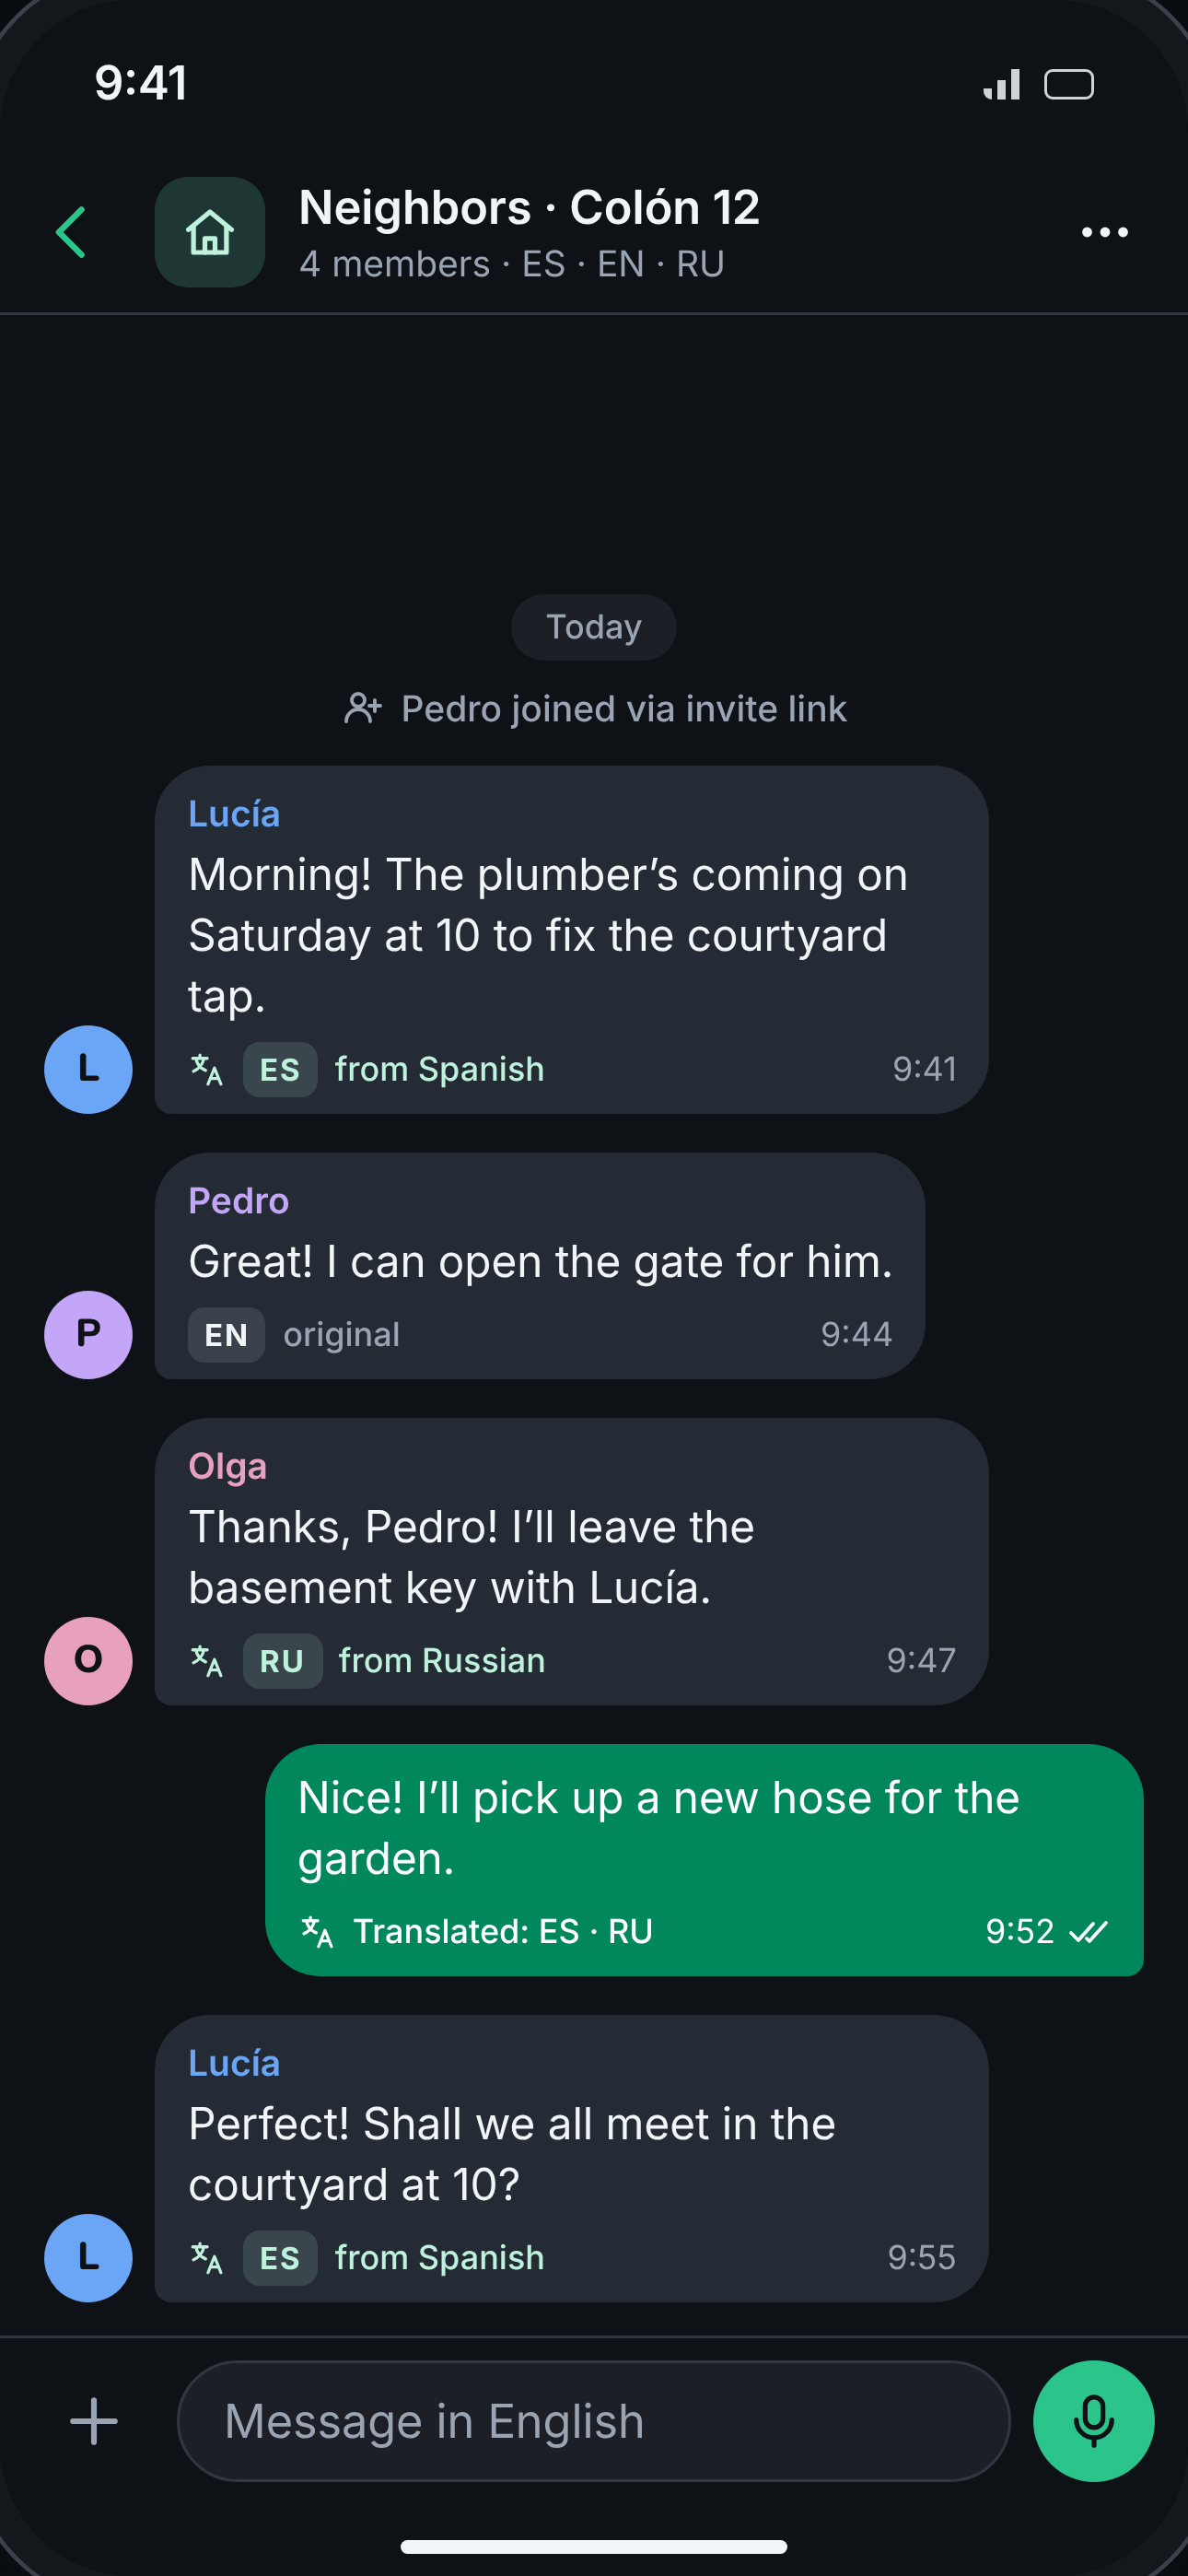 9:41
Neighbors · Colón 12
4 members · ES · EN · RU
Today
Pedro joined via invite link
Lucía
Morning! The plumber’s coming on
Saturday at 10 to fix the courtyard
tap.
L
ES from Spanish 9:41
Pedro
Great! I can open the gate for him.
P
EN original 9:44
Olga
Thanks, Pedro! I’ll leave the
basement key with Lucía.
O
RU from Russian 9:47
Nice! I’ll pick up a new hose for the
garden.
Translated: ES · RU 9:52
Lucía
Perfect! Shall we all meet in the
courtyard at 10?
L
ES from Spanish 9:55
Message in English